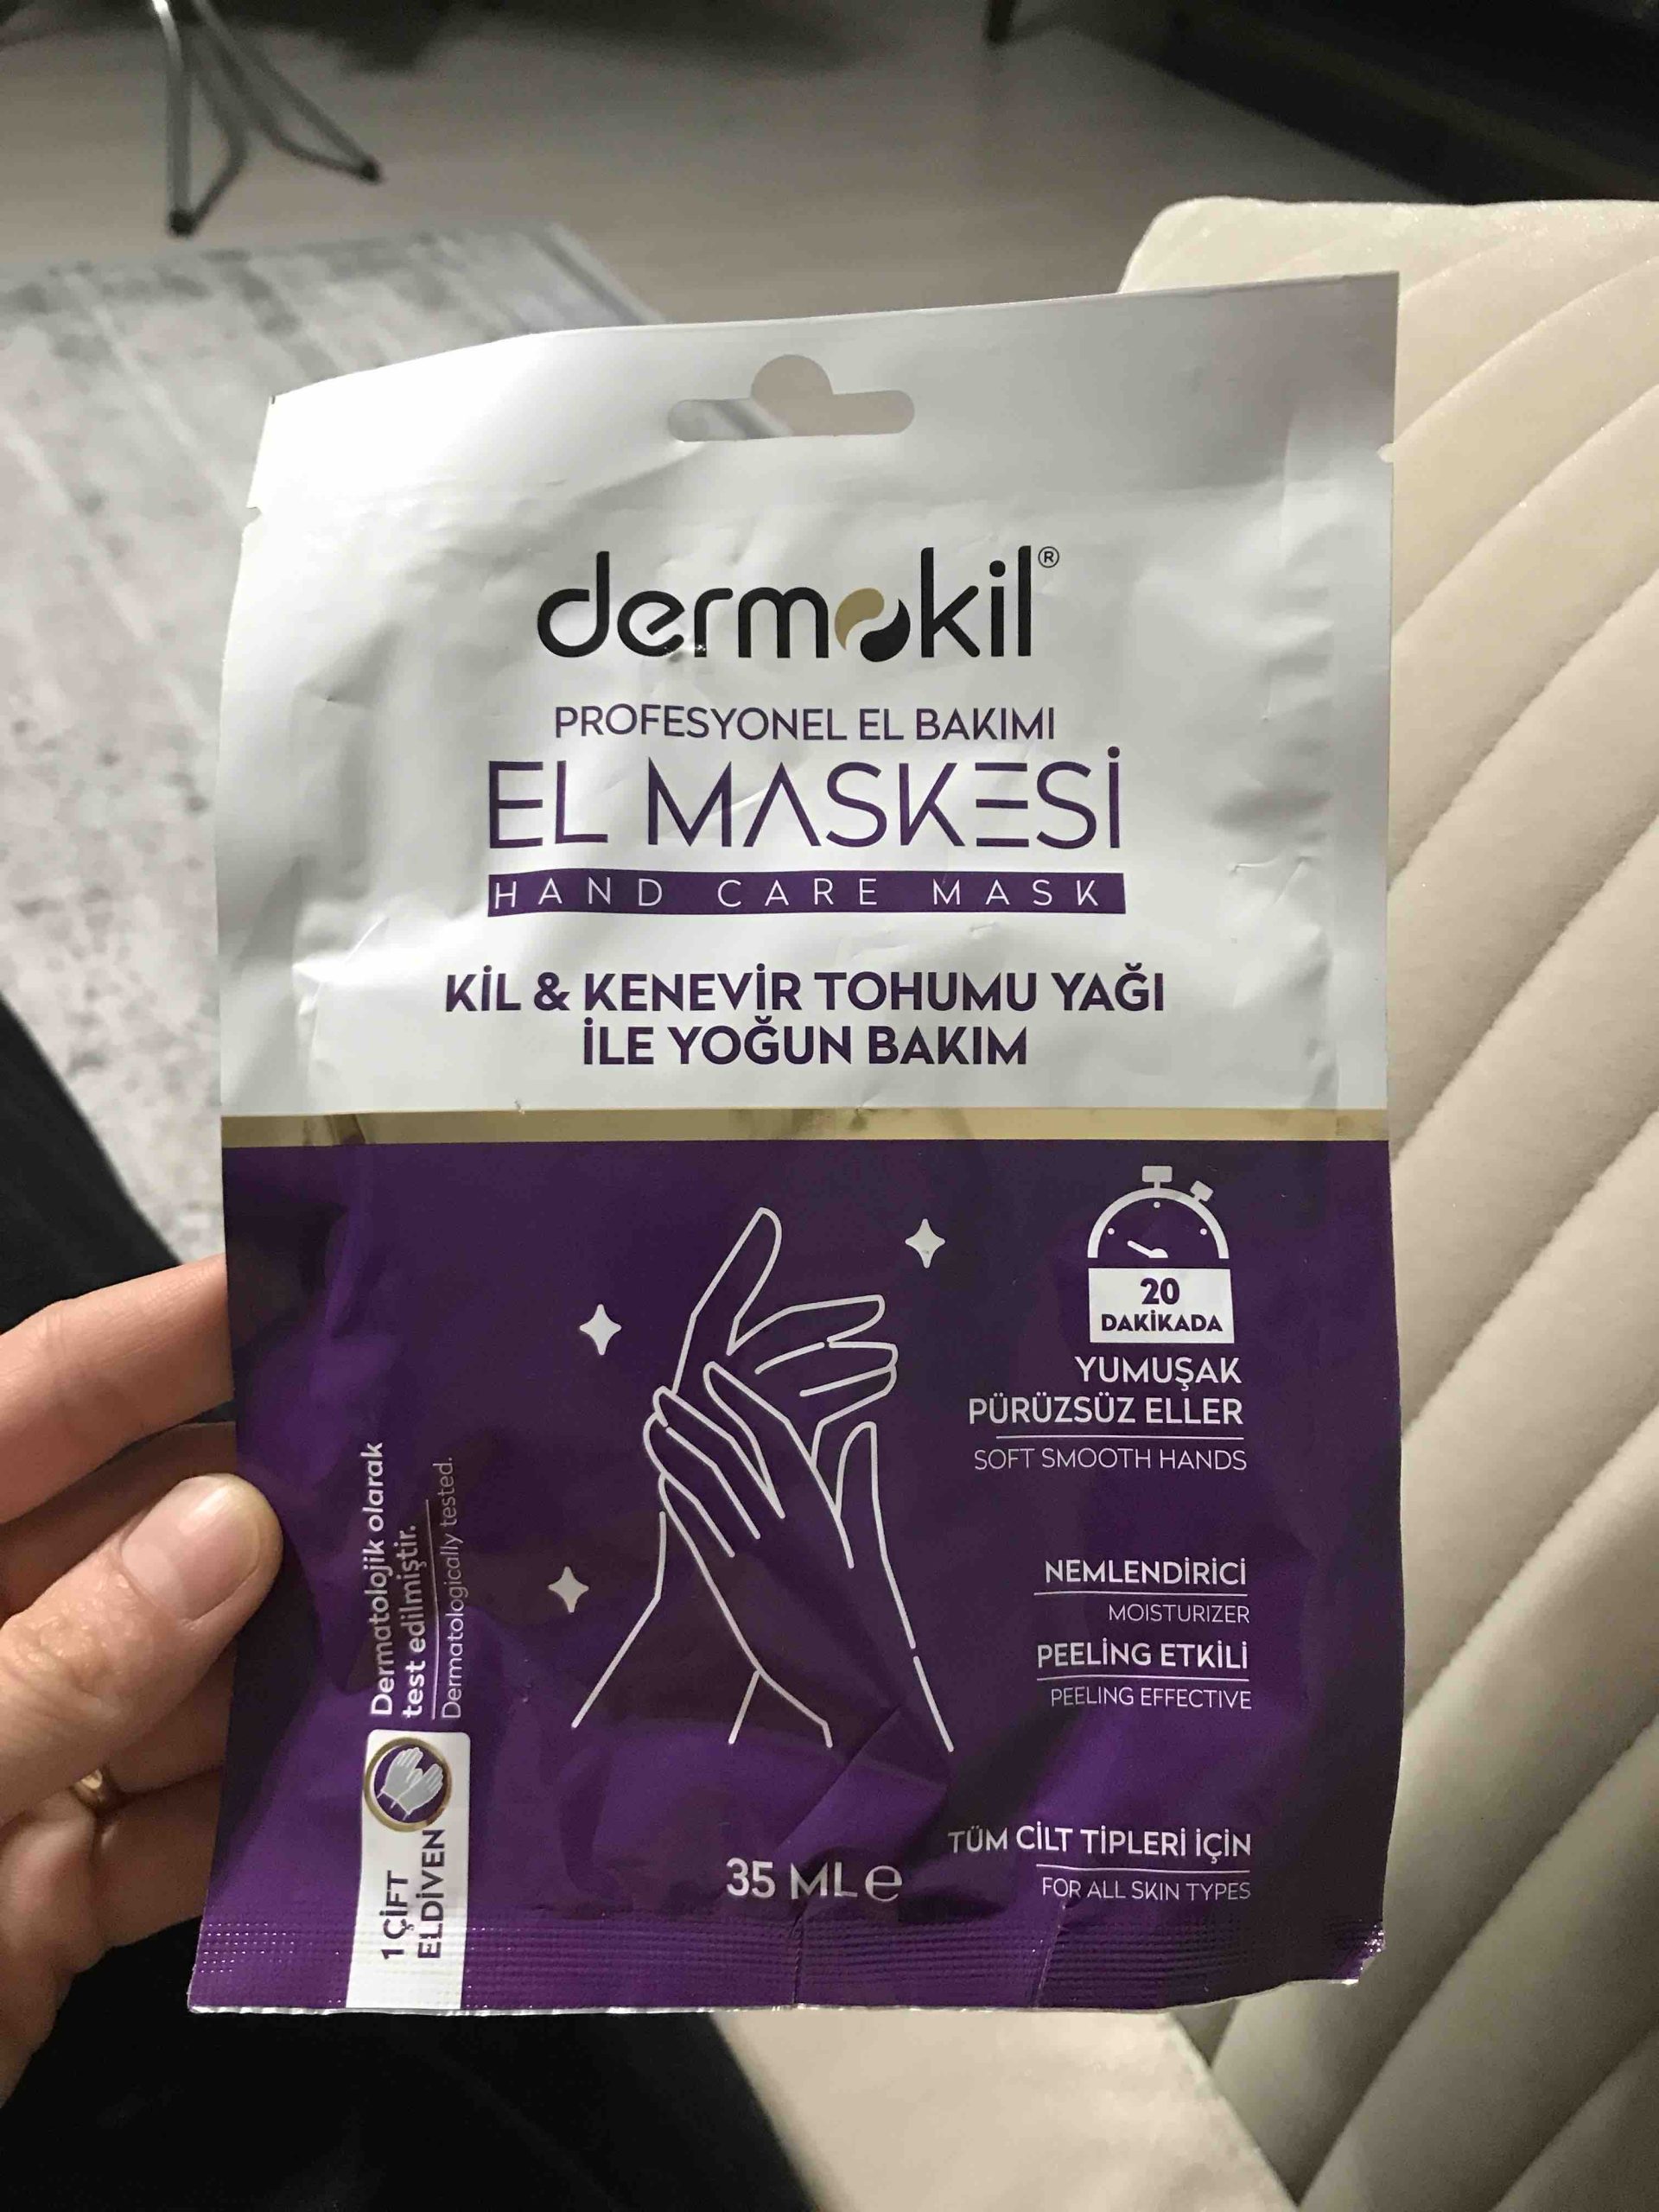 dermokil®
PROFESYONEL EL BAKIMI
EL MASKESİ
HAND CARE MASK
KİL & KENEVİR TOHUMU YAĞI
İLE YOĞUN BAKIM
20
DAKİKADA
YUMUŞAK
PÜRÜZSÜZ ELLER
SOFT SMOOTH HANDS
NEMLENDİRİCİ
MOISTURIZER
PEELİNG ETKİLİ
PEELING EFFECTIVE
Dermatolojik olarak
test edilmiştir.
Dermatologically tested.
1 ÇİFT
ELDİVEN
35 ML e
TÜM CİLT TİPLERİ İÇİN
FOR ALL SKIN TYPES